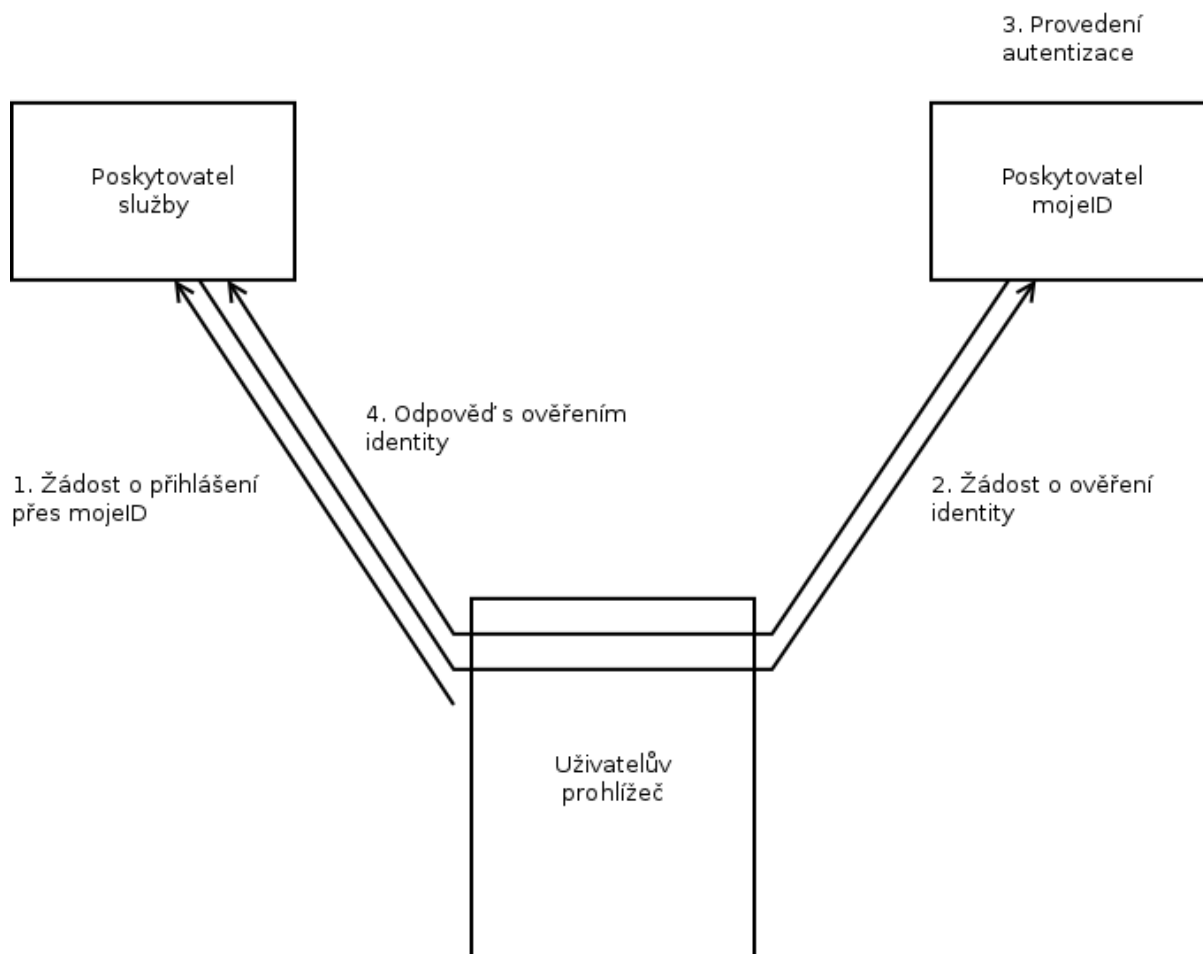 3. Provedení
autentizace
Poskytovatel
služby
Poskytovatel
mojeID
4. Odpověď s ověřením
identity
1. Žádost o přihlášení
přes mojeID
2. Žádost o ověření
identity
Uživatelův
prohlížeč